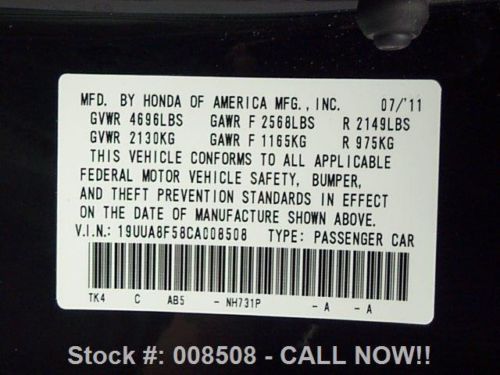 MFD. BY HONDA OF AMERICA MFG., INC. 07/'11
GVWR 4696LBS GAWR F 2568LBS R 2149LBS
GVWR 2130KG GAWR F 1165KG R 975KG
THIS VEHICLE CONFORMS TO ALL APPLICABLE
FEDERAL MOTOR VEHICLE SAFETY, BUMPER,
AND THEFT PREVENTION STANDARDS IN EFFECT
ON THE DATE OF MANUFACTURE SHOWN ABOVE.
V.I.N.: 19UUA8F58CA008508 TYPE: PASSENGER CAR
TK4 C AB5 - NH731P - A - A
Stock #: 008508 - CALL NOW!!